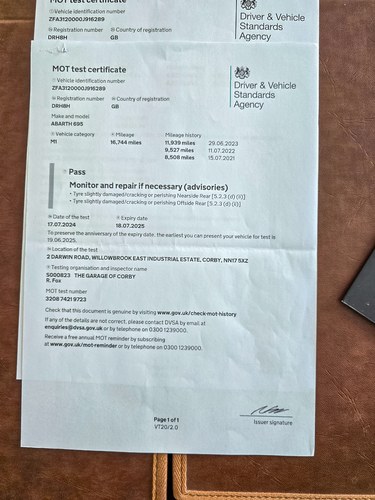 MOT test certificate
Vehicle identification number
ZFA3120000J916289
Registration number Country of registration
DRH8H GB
Driver & Vehicle
Standards
Agency
MOT test certificate
Vehicle identification number
ZFA3120000J916289
Registration number Country of registration
DRH8H GB
Driver & Vehicle
Standards
Agency
Make and model
ABARTH 695
Vehicle category Mileage Mileage history
M1 16,744 miles 11,939 miles 29.06.2023
9,527 miles 11.07.2022
8,506 miles 15.07.2021
Pass
Monitor and repair if necessary (advisories)
• Tyre slightly damaged/cracking or perishing Nearside Rear [5.2.3 (d) (ii)]
• Tyre slightly damaged/cracking or perishing Offside Rear [5.2.3 (d) (ii)]
Date of the test Expiry date
17.07.2024 18.07.2025
To preserve the anniversary of the expiry date, the earliest you can present your vehicle for test is
19.06.2025.
Location of the test
2 DARWIN ROAD, WILLOWBROOK EAST INDUSTRIAL ESTATE, CORBY, NN17 5XZ
Testing organisation and inspector name
S000823 THE GARAGE OF CORBY
R. Fox
MOT test number
3208 7421 9723
Check that this document is genuine by visiting www.gov.uk/check-mot-history
If any of the details are not correct, please contact DVSA by email at
enquiries@dvsa.gov.uk or by telephone on 0300 1239000.
Receive a free annual MOT reminder by subscribing
at www.gov.uk/mot-reminder or by telephone on 0300 1239000.
Page 1 of 1
VT20/2.0
Issuer signature